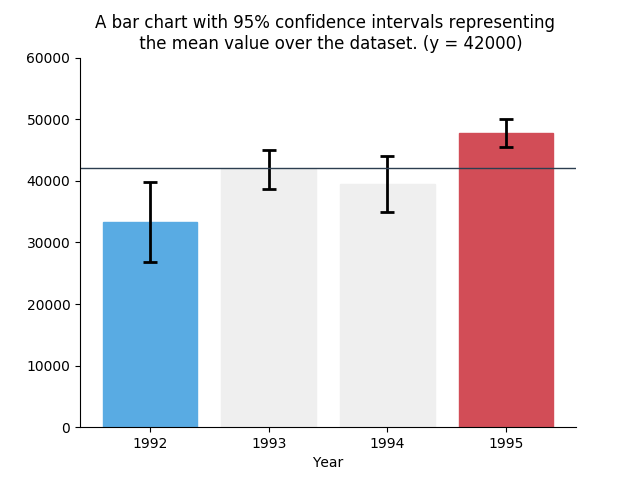 A bar chart with 95% confidence intervals representing
the mean value over the dataset. (y = 42000)
60000
50000
40000
30000
20000
10000
0
1992 1993 1994 1995
Year